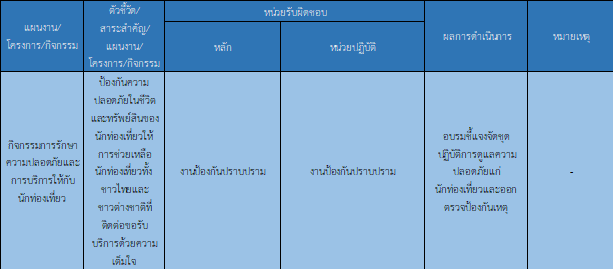 แผนงาน/
โครงการ/กิจกรรม
ตัวชี้วัด/
สาระสำคัญ/
แผนงาน/
โครงการ/กิจกรรม
หน่วยรับผิดชอบ
หลัก
หน่วยปฏิบัติ
ผลการดำเนินการ
หมายเหตุ
กิจกรรมการรักษา
ความปลอดภัยและ
การบริการให้กับ
นักท่องเที่ยว
ป้องกันความ
ปลอดภัยในชีวิต
และทรัพย์สินของ
นักท่องเที่ยวให้
การช่วยเหลือ
นักท่องเที่ยวทั้ง
ชาวไทยและ
ชาวต่างชาติที่
ติดต่อขอรับ
บริการด้วยความ
เต็มใจ
งานป้องกันปราบปราม
งานป้องกันปราบปราม
อบรมชี้แจงจัดชุด
ปฏิบัติการดูแลความ
ปลอดภัยแก่
นักท่องเที่ยวและออก
ตรวจป้องกันเหตุ
-